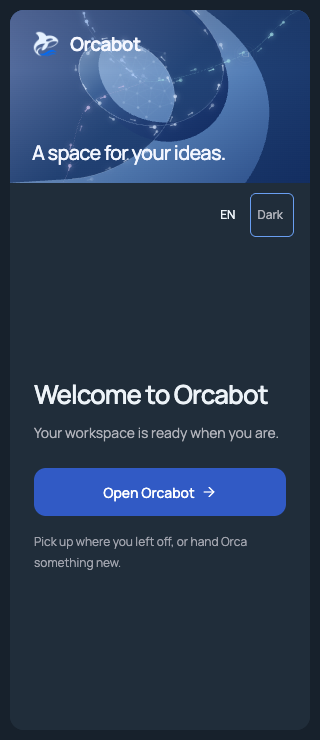 Orcabot
A space for your ideas.
EN
Dark
Welcome to Orcabot
Your workspace is ready when you are.
Open Orcabot →
Pick up where you left off, or hand Orca
something new.